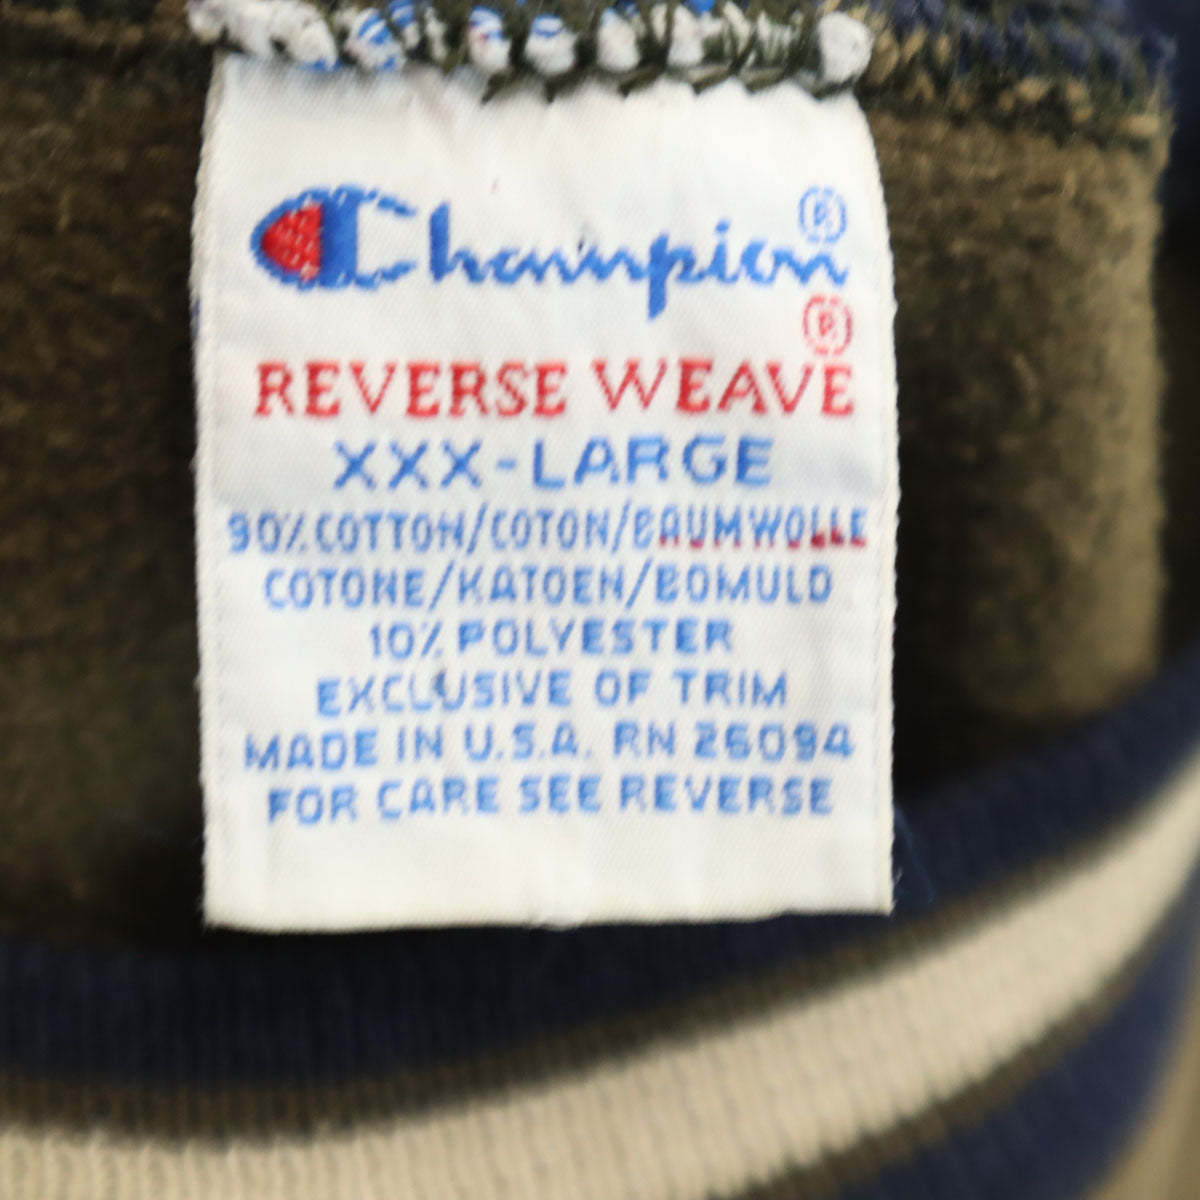 Champion®
®
REVERSE WEAVE
XXX-LARGE
90% COTTON/COTON/BAUMWOLLE
COTONE/KATOEN/BOMULD
10% POLYESTER
EXCLUSIVE OF TRIM
MADE IN U.S.A. RN 26094
FOR CARE SEE REVERSE